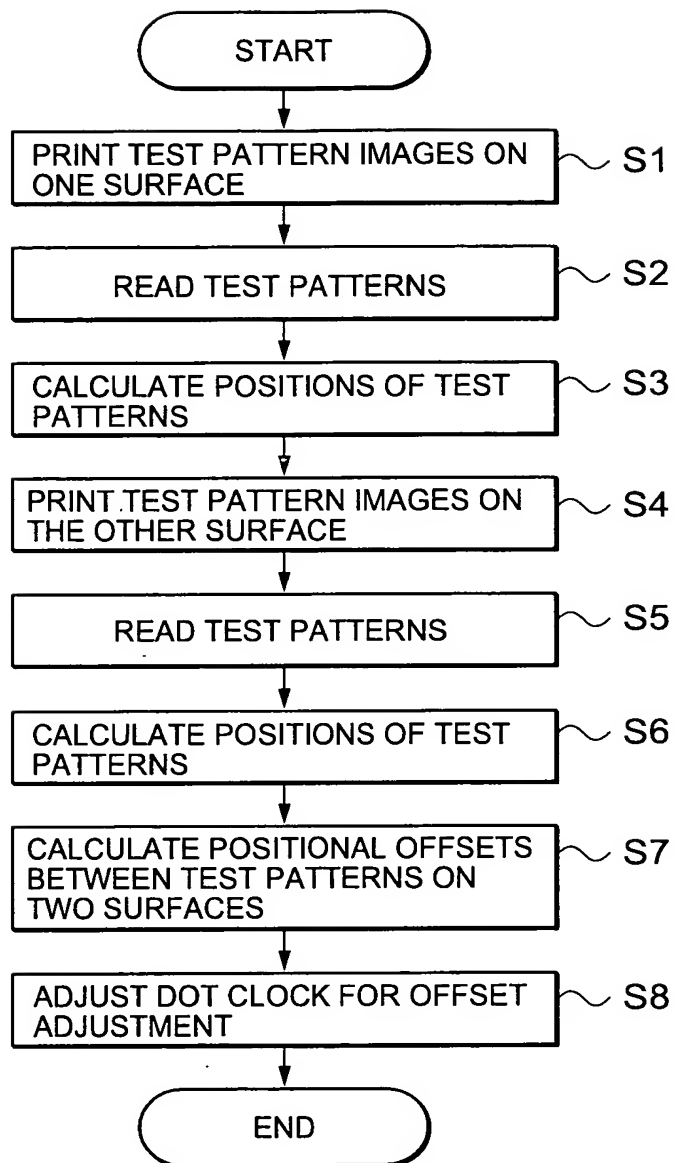 START
PRINT TEST PATTERN IMAGES ON
ONE SURFACE
S1
READ TEST PATTERNS
S2
CALCULATE POSITIONS OF TEST
PATTERNS
S3
PRINT TEST PATTERN IMAGES ON
THE OTHER SURFACE
S4
READ TEST PATTERNS
S5
CALCULATE POSITIONS OF TEST
PATTERNS
S6
CALCULATE POSITIONAL OFFSETS
BETWEEN TEST PATTERNS ON
TWO SURFACES
S7
ADJUST DOT CLOCK FOR OFFSET
ADJUSTMENT
S8
END